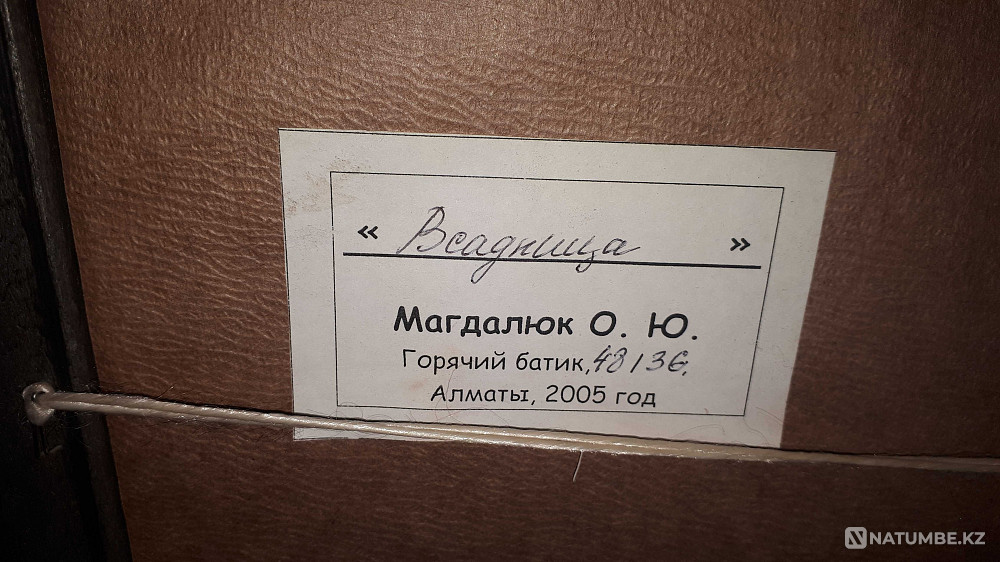 « Всадница »
Магдалюк О. Ю.
Горячий батик, 48/36,
Алматы, 2005 год
NATUMBE.KZ